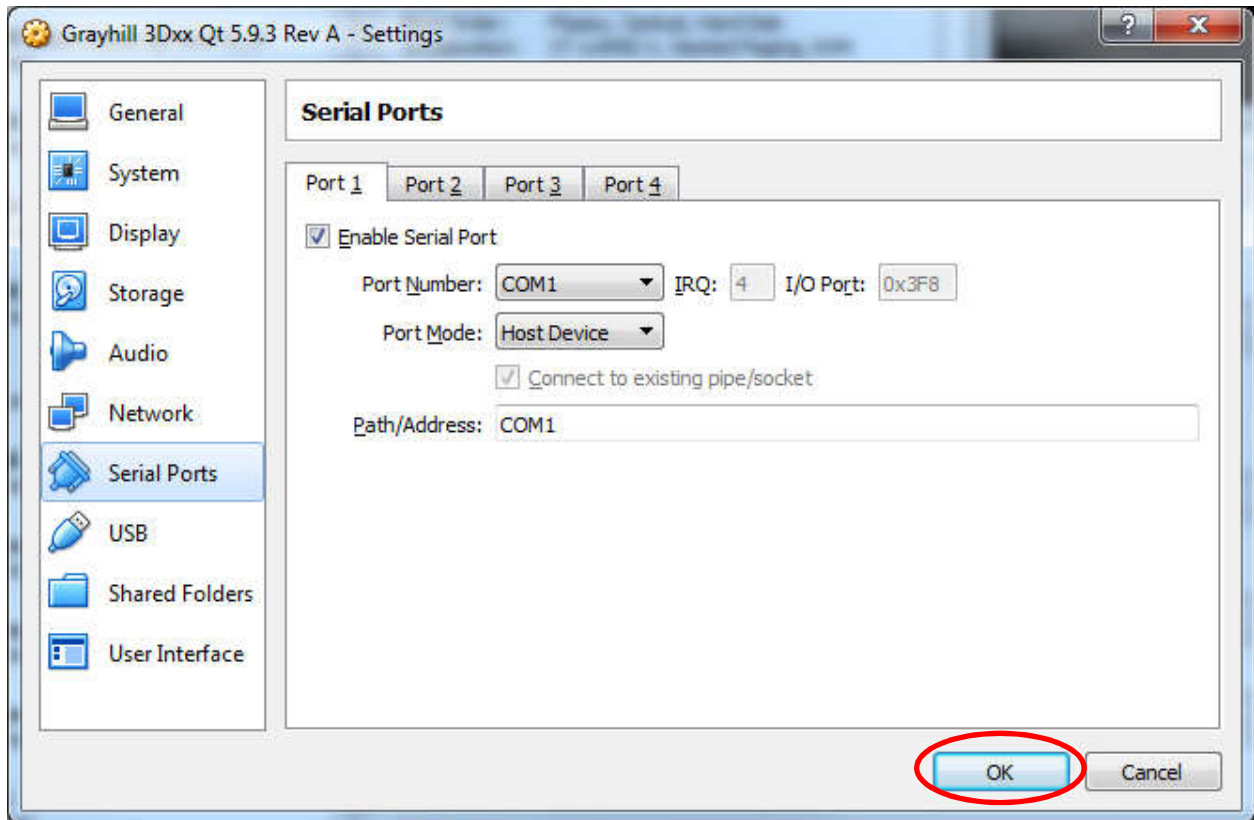 Grayhill 3Dxx Qt 5.9.3 Rev A - Settings
?
General
System
Display
Storage
Audio
Network
Serial Ports
USB
Shared Folders
User Interface
Serial Ports
Port 1 Port 2 Port 3 Port 4
Enable Serial Port
Port Number: COM1 IRQ: 4 I/O Port: 0x3F8
Port Mode: Host Device
Connect to existing pipe/socket
Path/Address: COM1
OK Cancel